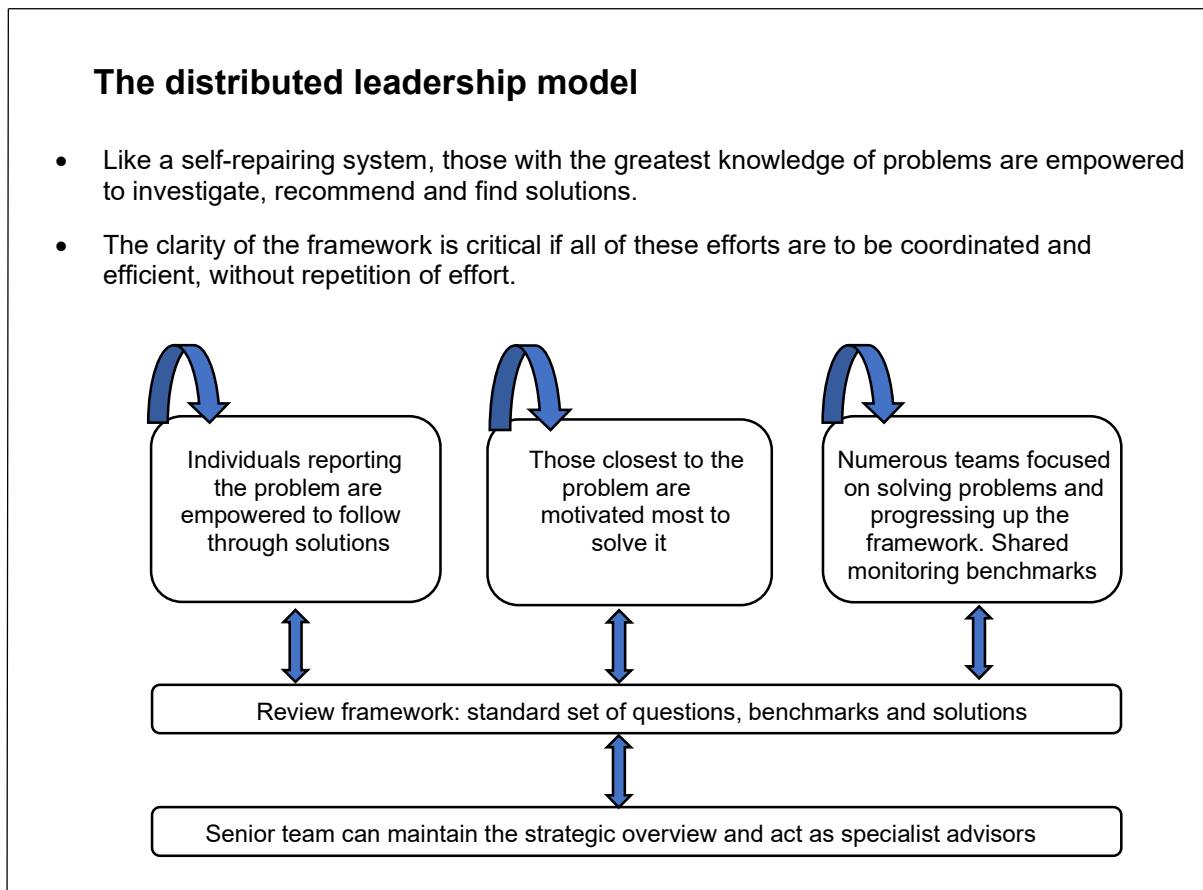 The distributed leadership model
• Like a self-repairing system, those with the greatest knowledge of problems are empowered
to investigate, recommend and find solutions.
• The clarity of the framework is critical if all of these efforts are to be coordinated and
efficient, without repetition of effort.
Individuals reporting
the problem are
empowered to follow
through solutions
Those closest to the
problem are
motivated most to
solve it
Numerous teams focused
on solving problems and
progressing up the
framework. Shared
monitoring benchmarks
Review framework: standard set of questions, benchmarks and solutions
Senior team can maintain the strategic overview and act as specialist advisors